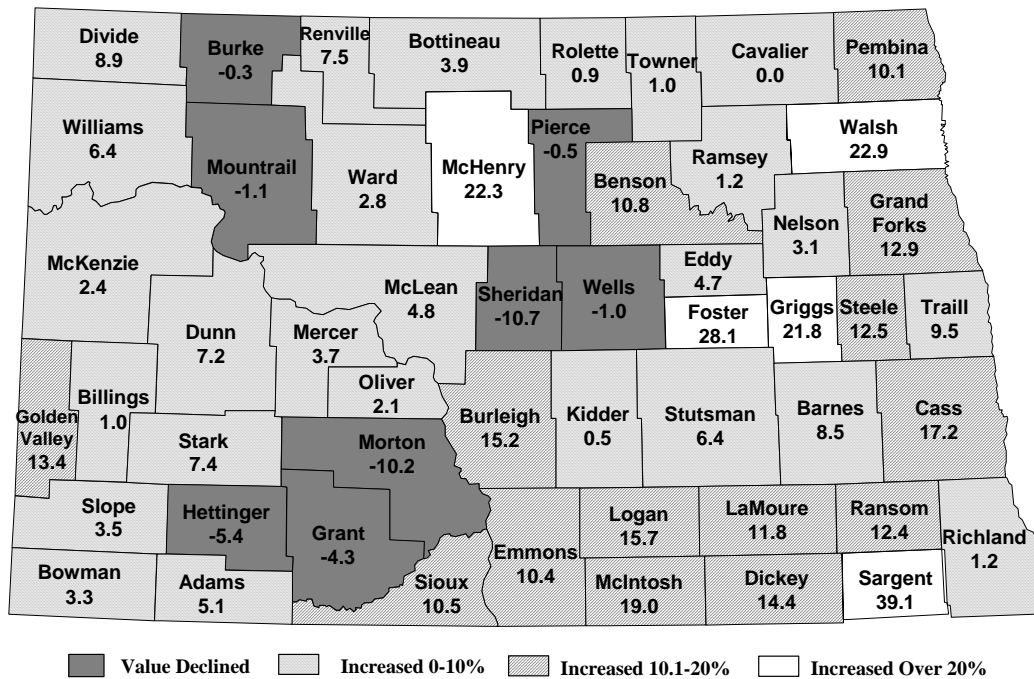 Divide
8.9
Burke
-0.3
Renville
7.5
Bottineau
3.9
Rolette
0.9
Towner
1.0
Cavalier
0.0
Pembina
10.1
Williams
6.4
Mountrail
-1.1
Ward
2.8
McHenry
22.3
Pierce
-0.5
Benson
10.8
Ramsey
1.2
Walsh
22.9
Nelson
3.1
Grand
Forks
12.9
McKenzie
2.4
Dunn
7.2
Mercer
3.7
McLean
4.8
Sheridan
-10.7
Wells
-1.0
Eddy
4.7
Foster
28.1
Griggs
21.8
Steele
12.5
Traill
9.5
Golden
Valley
13.4
Billings
1.0
Stark
7.4
Oliver
2.1
Morton
-10.2
Burleigh
15.2
Kidder
0.5
Stutsman
6.4
Barnes
8.5
Cass
17.2
Slope
3.5
Hettinger
-5.4
Grant
-4.3
Bowman
3.3
Adams
5.1
Sioux
10.5
Emmons
10.4
Logan
15.7
McIntosh
19.0
LaMoure
11.8
Dickey
14.4
Ransom
12.4
Sargent
39.1
Richland
1.2
Value Declined
Increased 0-10%
Increased 10.1-20%
Increased Over 20%